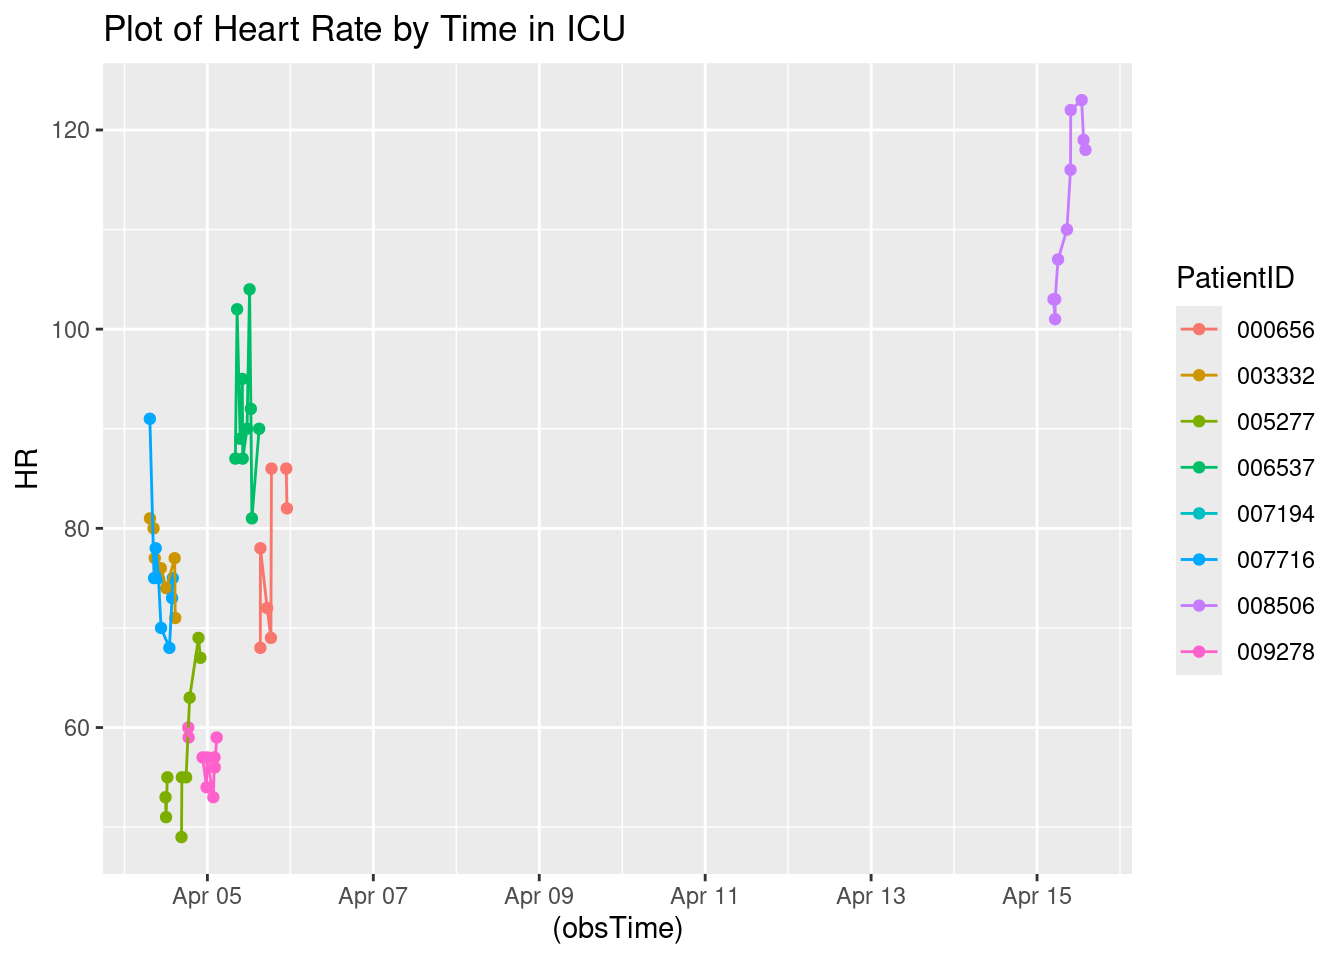 Plot of Heart Rate by Time in ICU
120
100
80
60
HR
Apr 05 Apr 07 Apr 09 Apr 11 Apr 13 Apr 15
(obsTime)
PatientID
000656
003332
005277
006537
007194
007716
008506
009278